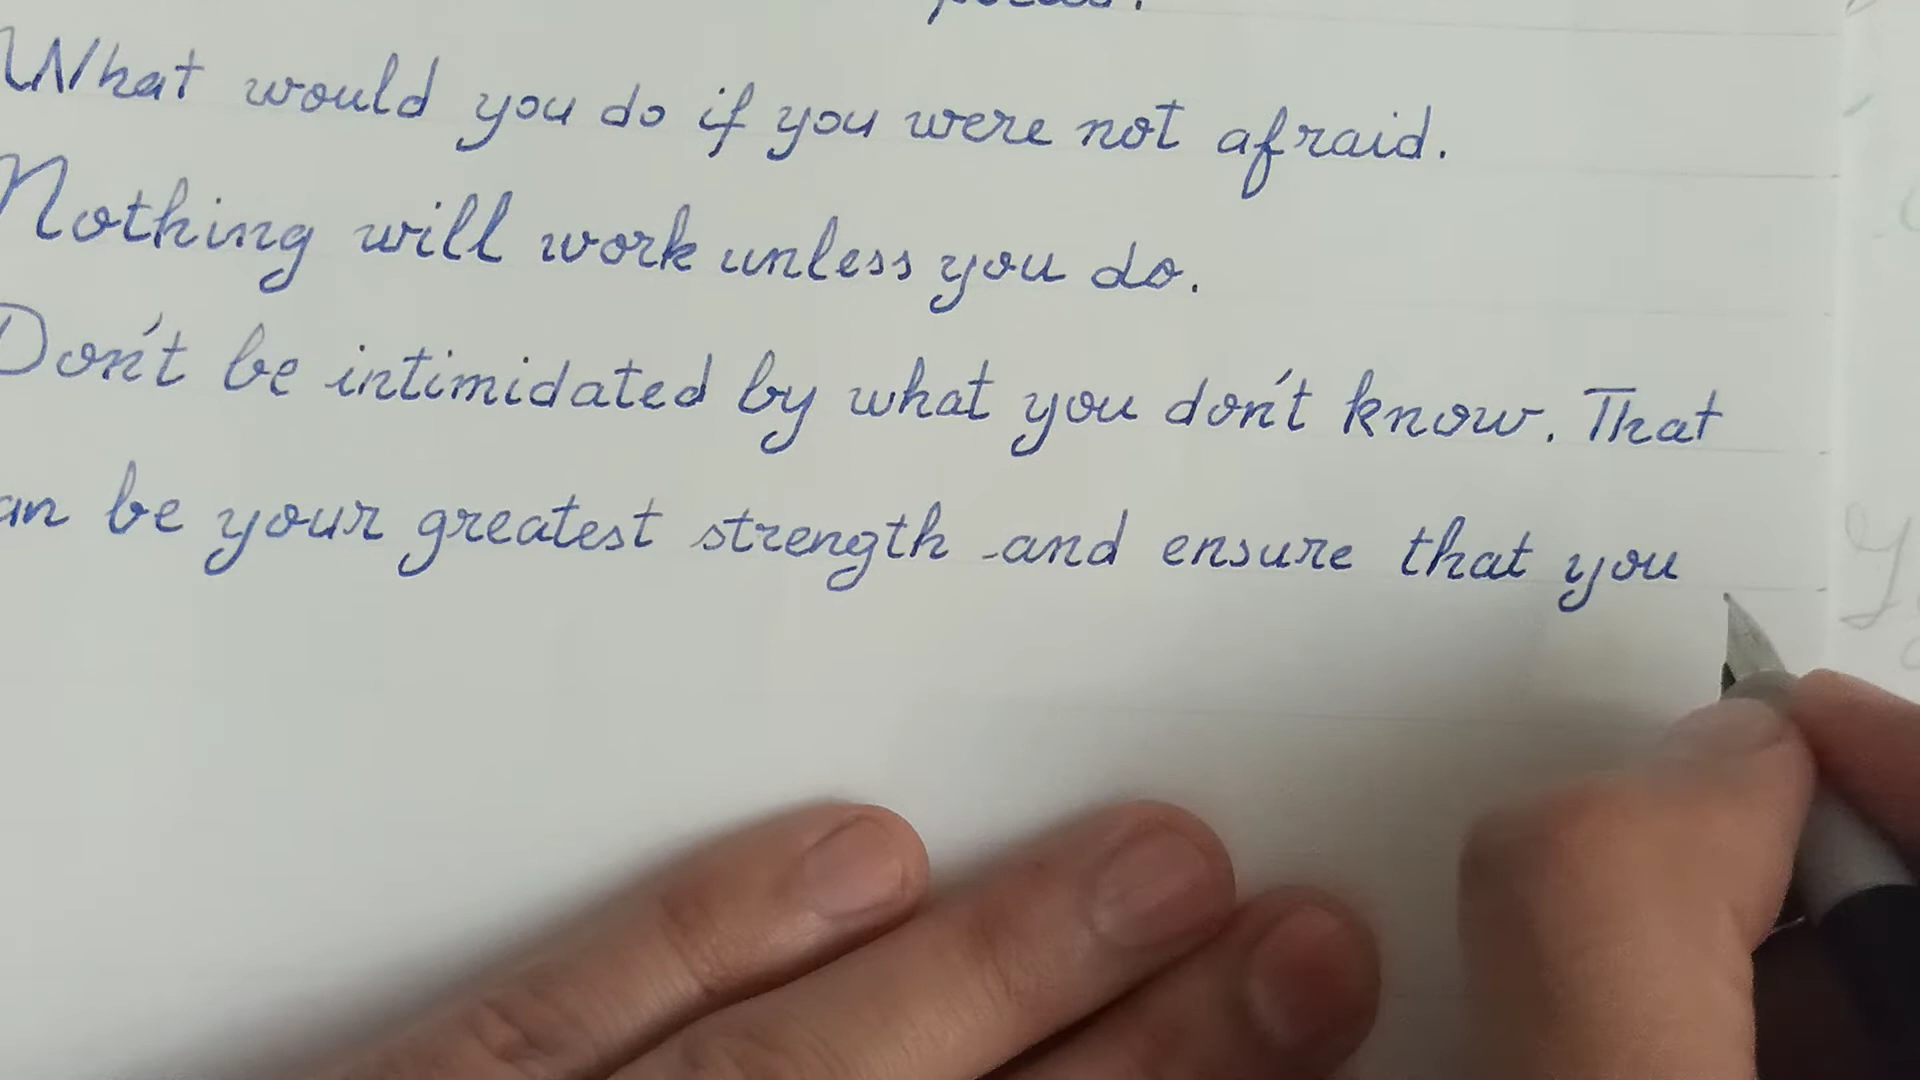 What would you do if you were not afraid.
Nothing will work unless you do.
Don't be intimidated by what you don't know. That
an be your greatest strength and ensure that you